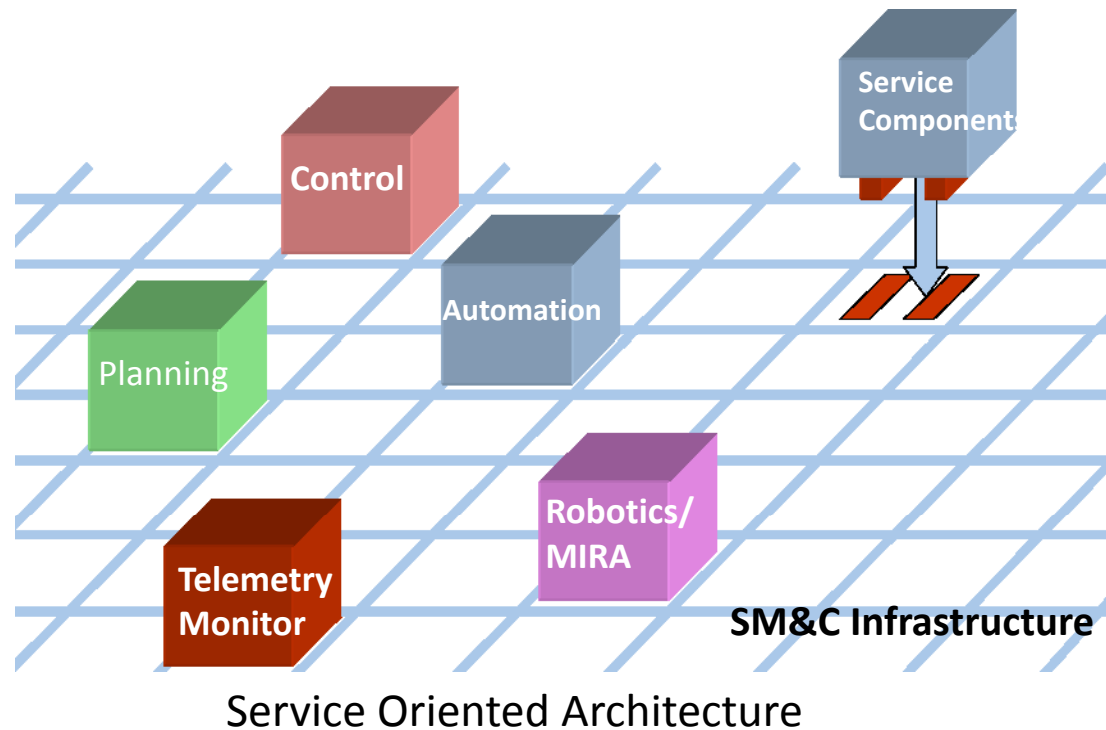 Service
Components
Control
Automation
Planning
Robotics/
MIRA
Telemetry
Monitor
SM&C Infrastructure
Service Oriented Architecture